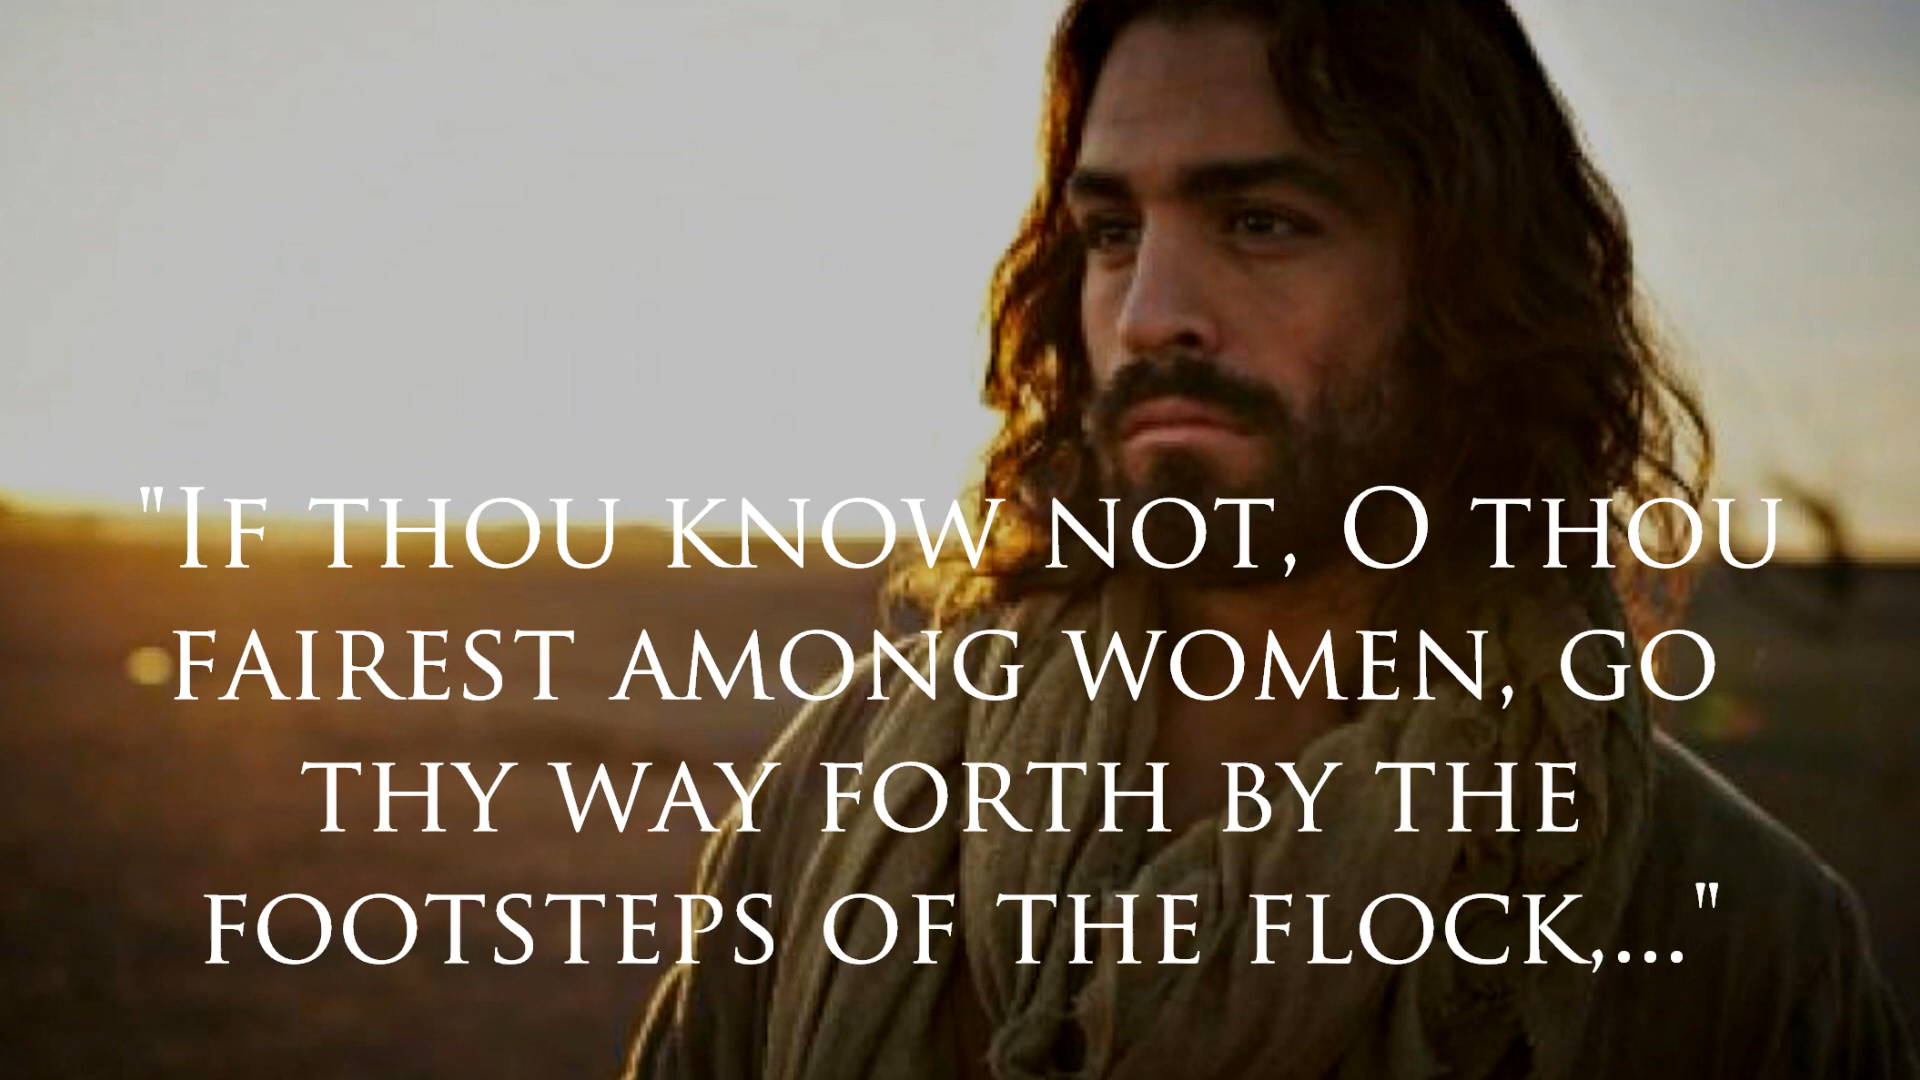 "If thou know not, O thou
fairest among women, go
thy way forth by the
footsteps of the flock,..."